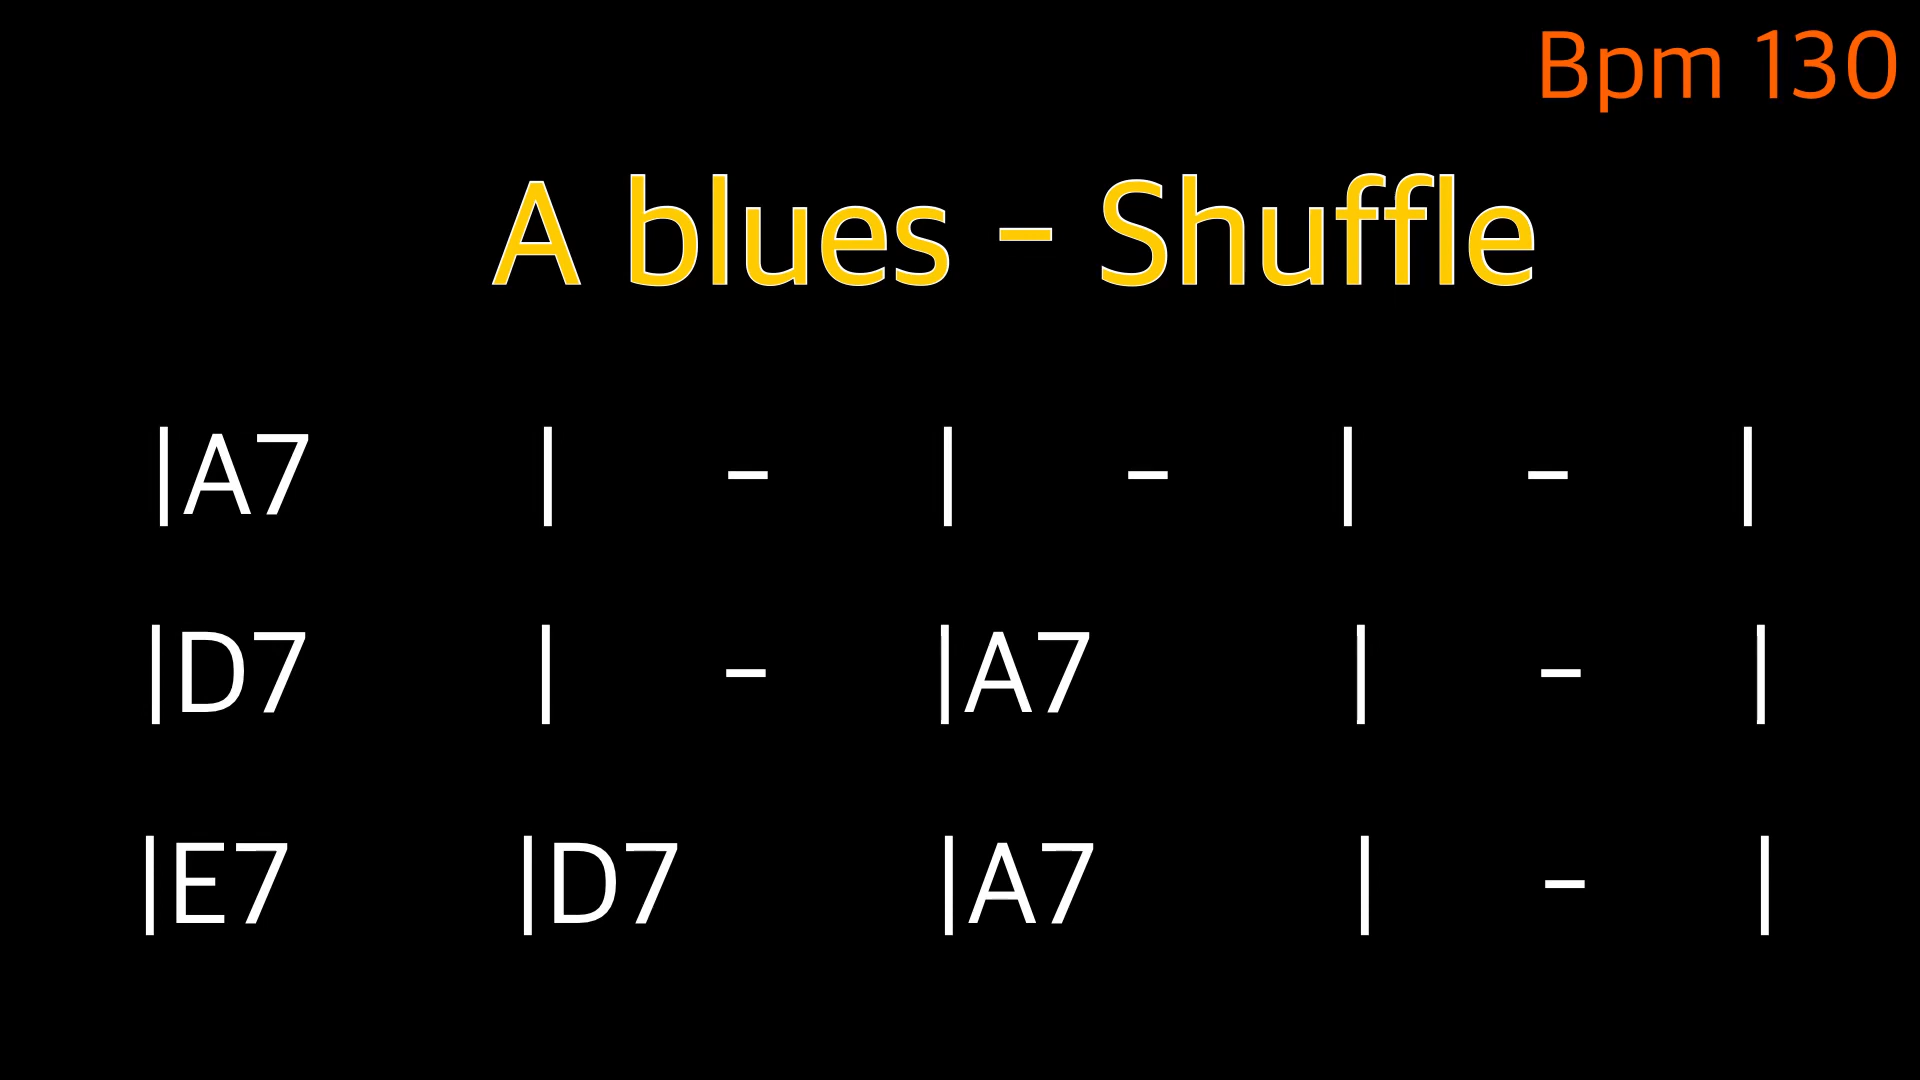 Bpm 130
A blues - Shuffle
|A7 | - | - | - |
|D7 | - |A7 | - |
|E7 |D7 |A7 | - |